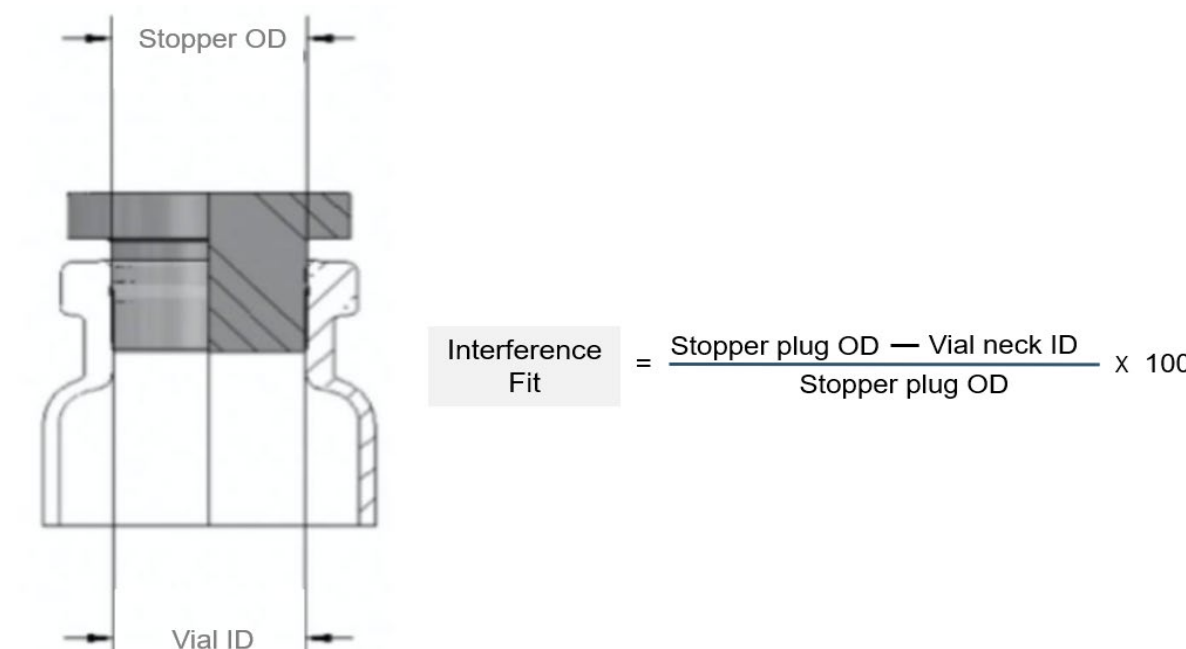 Stopper OD
Interference
Fit
=
Stopper plug OD — Vial neck ID
Stopper plug OD
X 100
Vial ID